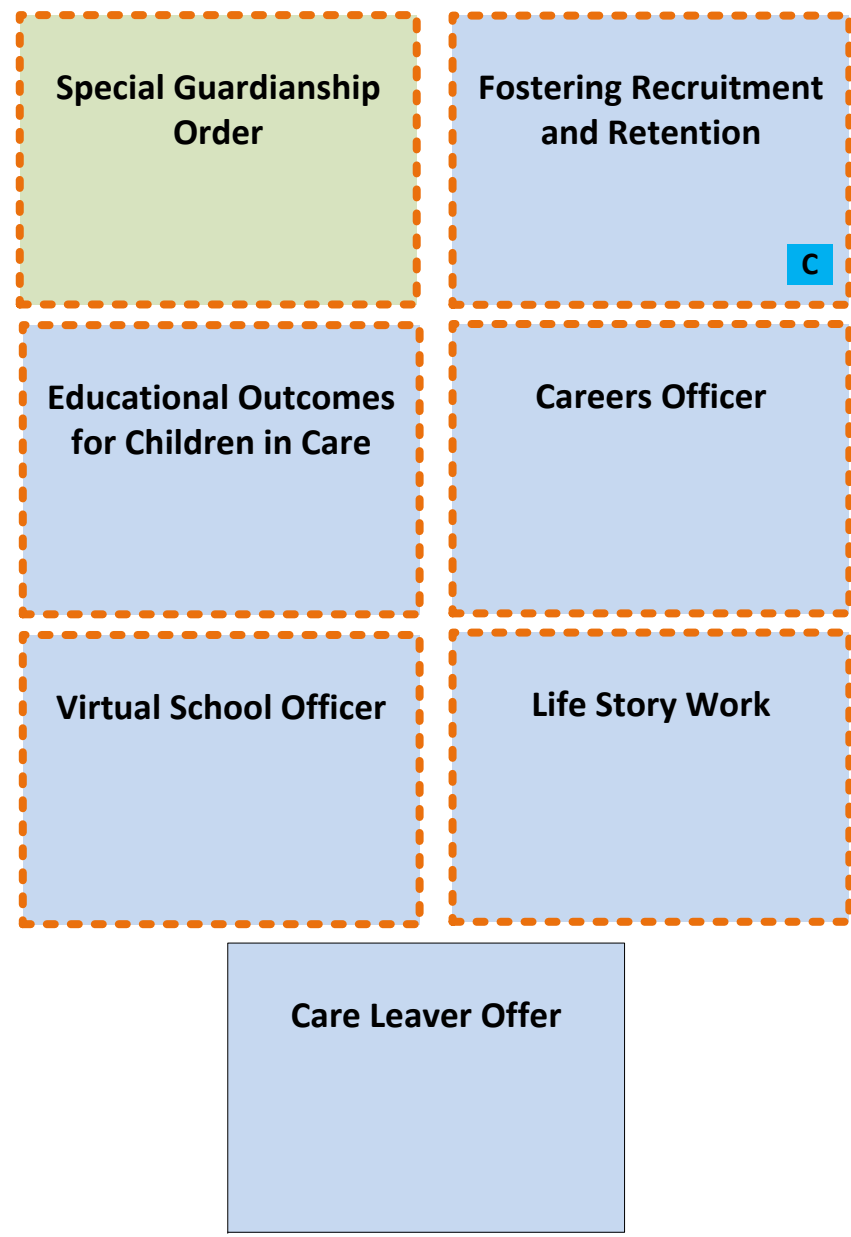 Special Guardianship
Order
Fostering Recruitment
and Retention
C
Educational Outcomes
for Children in Care
Careers Officer
Virtual School Officer
Life Story Work
Care Leaver Offer